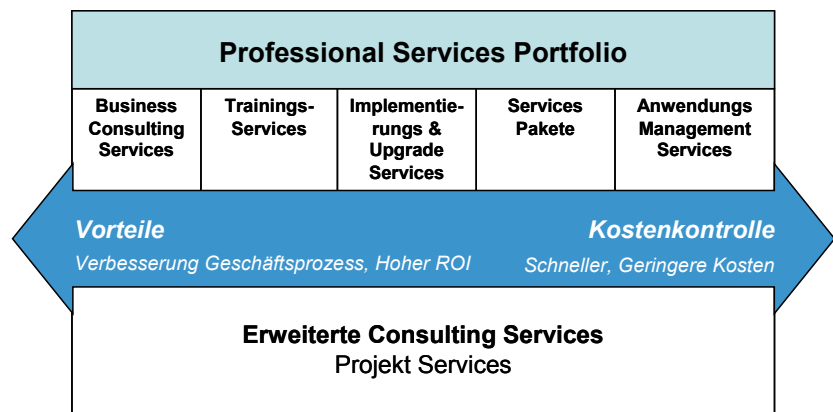 Professional Services Portfolio
Business
Consulting
Services
Trainings-
Services
Implementie-
rungs &
Upgrade
Services
Services
Pakete
Anwendungs
Management
Services
Vorteile
Verbesserung Geschäftsprozess, Hoher ROI
Kostenkontrolle
Schneller, Geringere Kosten
Erweiterte Consulting Services
Projekt Services